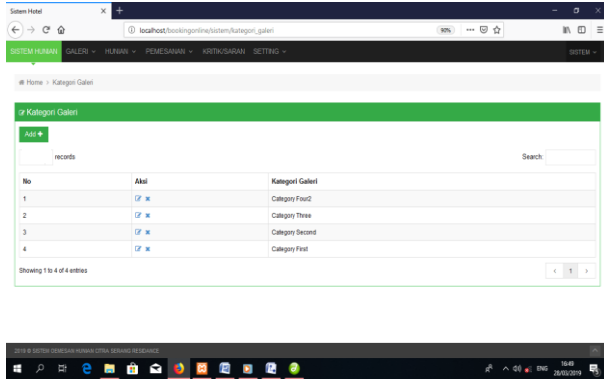 Sistem Hotel
localhost/bookingonline/sistem/kategori_galeri
90%
SISTEM HUNIAN GALERI HUNIAN PEMESANAN KRITIK/SARAN SETTING SISTEM
Home > Kategori Galeri
Kategori Galeri
Add
records Search:
No Aksi Kategori Galeri
1 Category Four2
2 Category Three
3 Category Second
4 Category First
Showing 1 to 4 of 4 entries 1
2019 © SISTEM PEMESAN HUNIAN CITRA SENANG RESIDANCE
ENG 16:49
28/03/2019